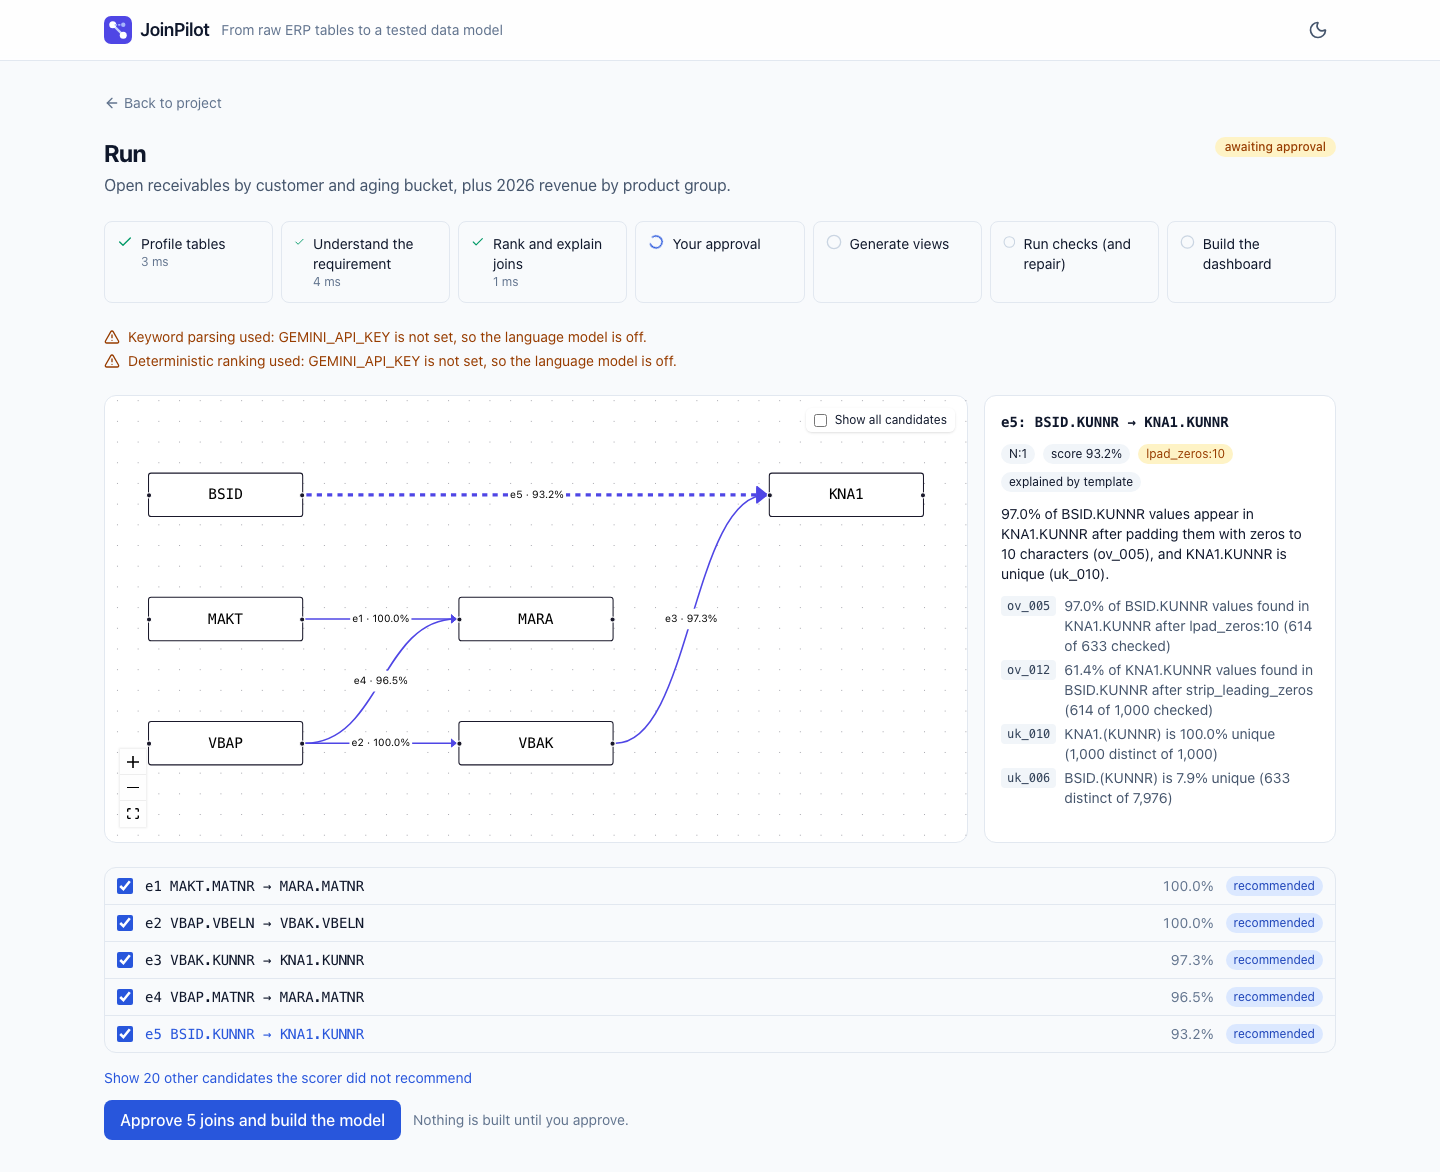 JoinPilot From raw ERP tables to a tested data model
Back to project
Run
awaiting approval
Open receivables by customer and aging bucket, plus 2026 revenue by product group.
Profile tables
3 ms
Understand the
requirement
4 ms
Rank and explain
joins
1 ms
Your approval
Generate views
Run checks (and
repair)
Build the
dashboard
Keyword parsing used: GEMINI_API_KEY is not set, so the language model is off.
Deterministic ranking used: GEMINI_API_KEY is not set, so the language model is off.
Show all candidates
BSID
e5 · 93.2%
KNA1
MAKT
e1 · 100.0%
MARA
e3 · 97.3%
e4 · 96.5%
VBAP
e2 · 100.0%
VBAK
e5: BSID.KUNNR → KNA1.KUNNR
N:1 score 93.2% lpad_zeros:10
explained by template
97.0% of BSID.KUNNR values appear in
KNA1.KUNNR after padding them with zeros to
10 characters (ov_005), and KNA1.KUNNR is
unique (uk_010).
ov_005 97.0% of BSID.KUNNR values found in
KNA1.KUNNR after lpad_zeros:10 (614
of 633 checked)
ov_012 61.4% of KNA1.KUNNR values found in
BSID.KUNNR after strip_leading_zeros
(614 of 1,000 checked)
uk_010 KNA1.(KUNNR) is 100.0% unique
(1,000 distinct of 1,000)
uk_006 BSID.(KUNNR) is 7.9% unique (633
distinct of 7,976)
e1 MAKT.MATNR → MARA.MATNR 100.0% recommended
e2 VBAP.VBELN → VBAK.VBELN 100.0% recommended
e3 VBAK.KUNNR → KNA1.KUNNR 97.3% recommended
e4 VBAP.MATNR → MARA.MATNR 96.5% recommended
e5 BSID.KUNNR → KNA1.KUNNR 93.2% recommended
Show 20 other candidates the scorer did not recommend
Approve 5 joins and build the model Nothing is built until you approve.